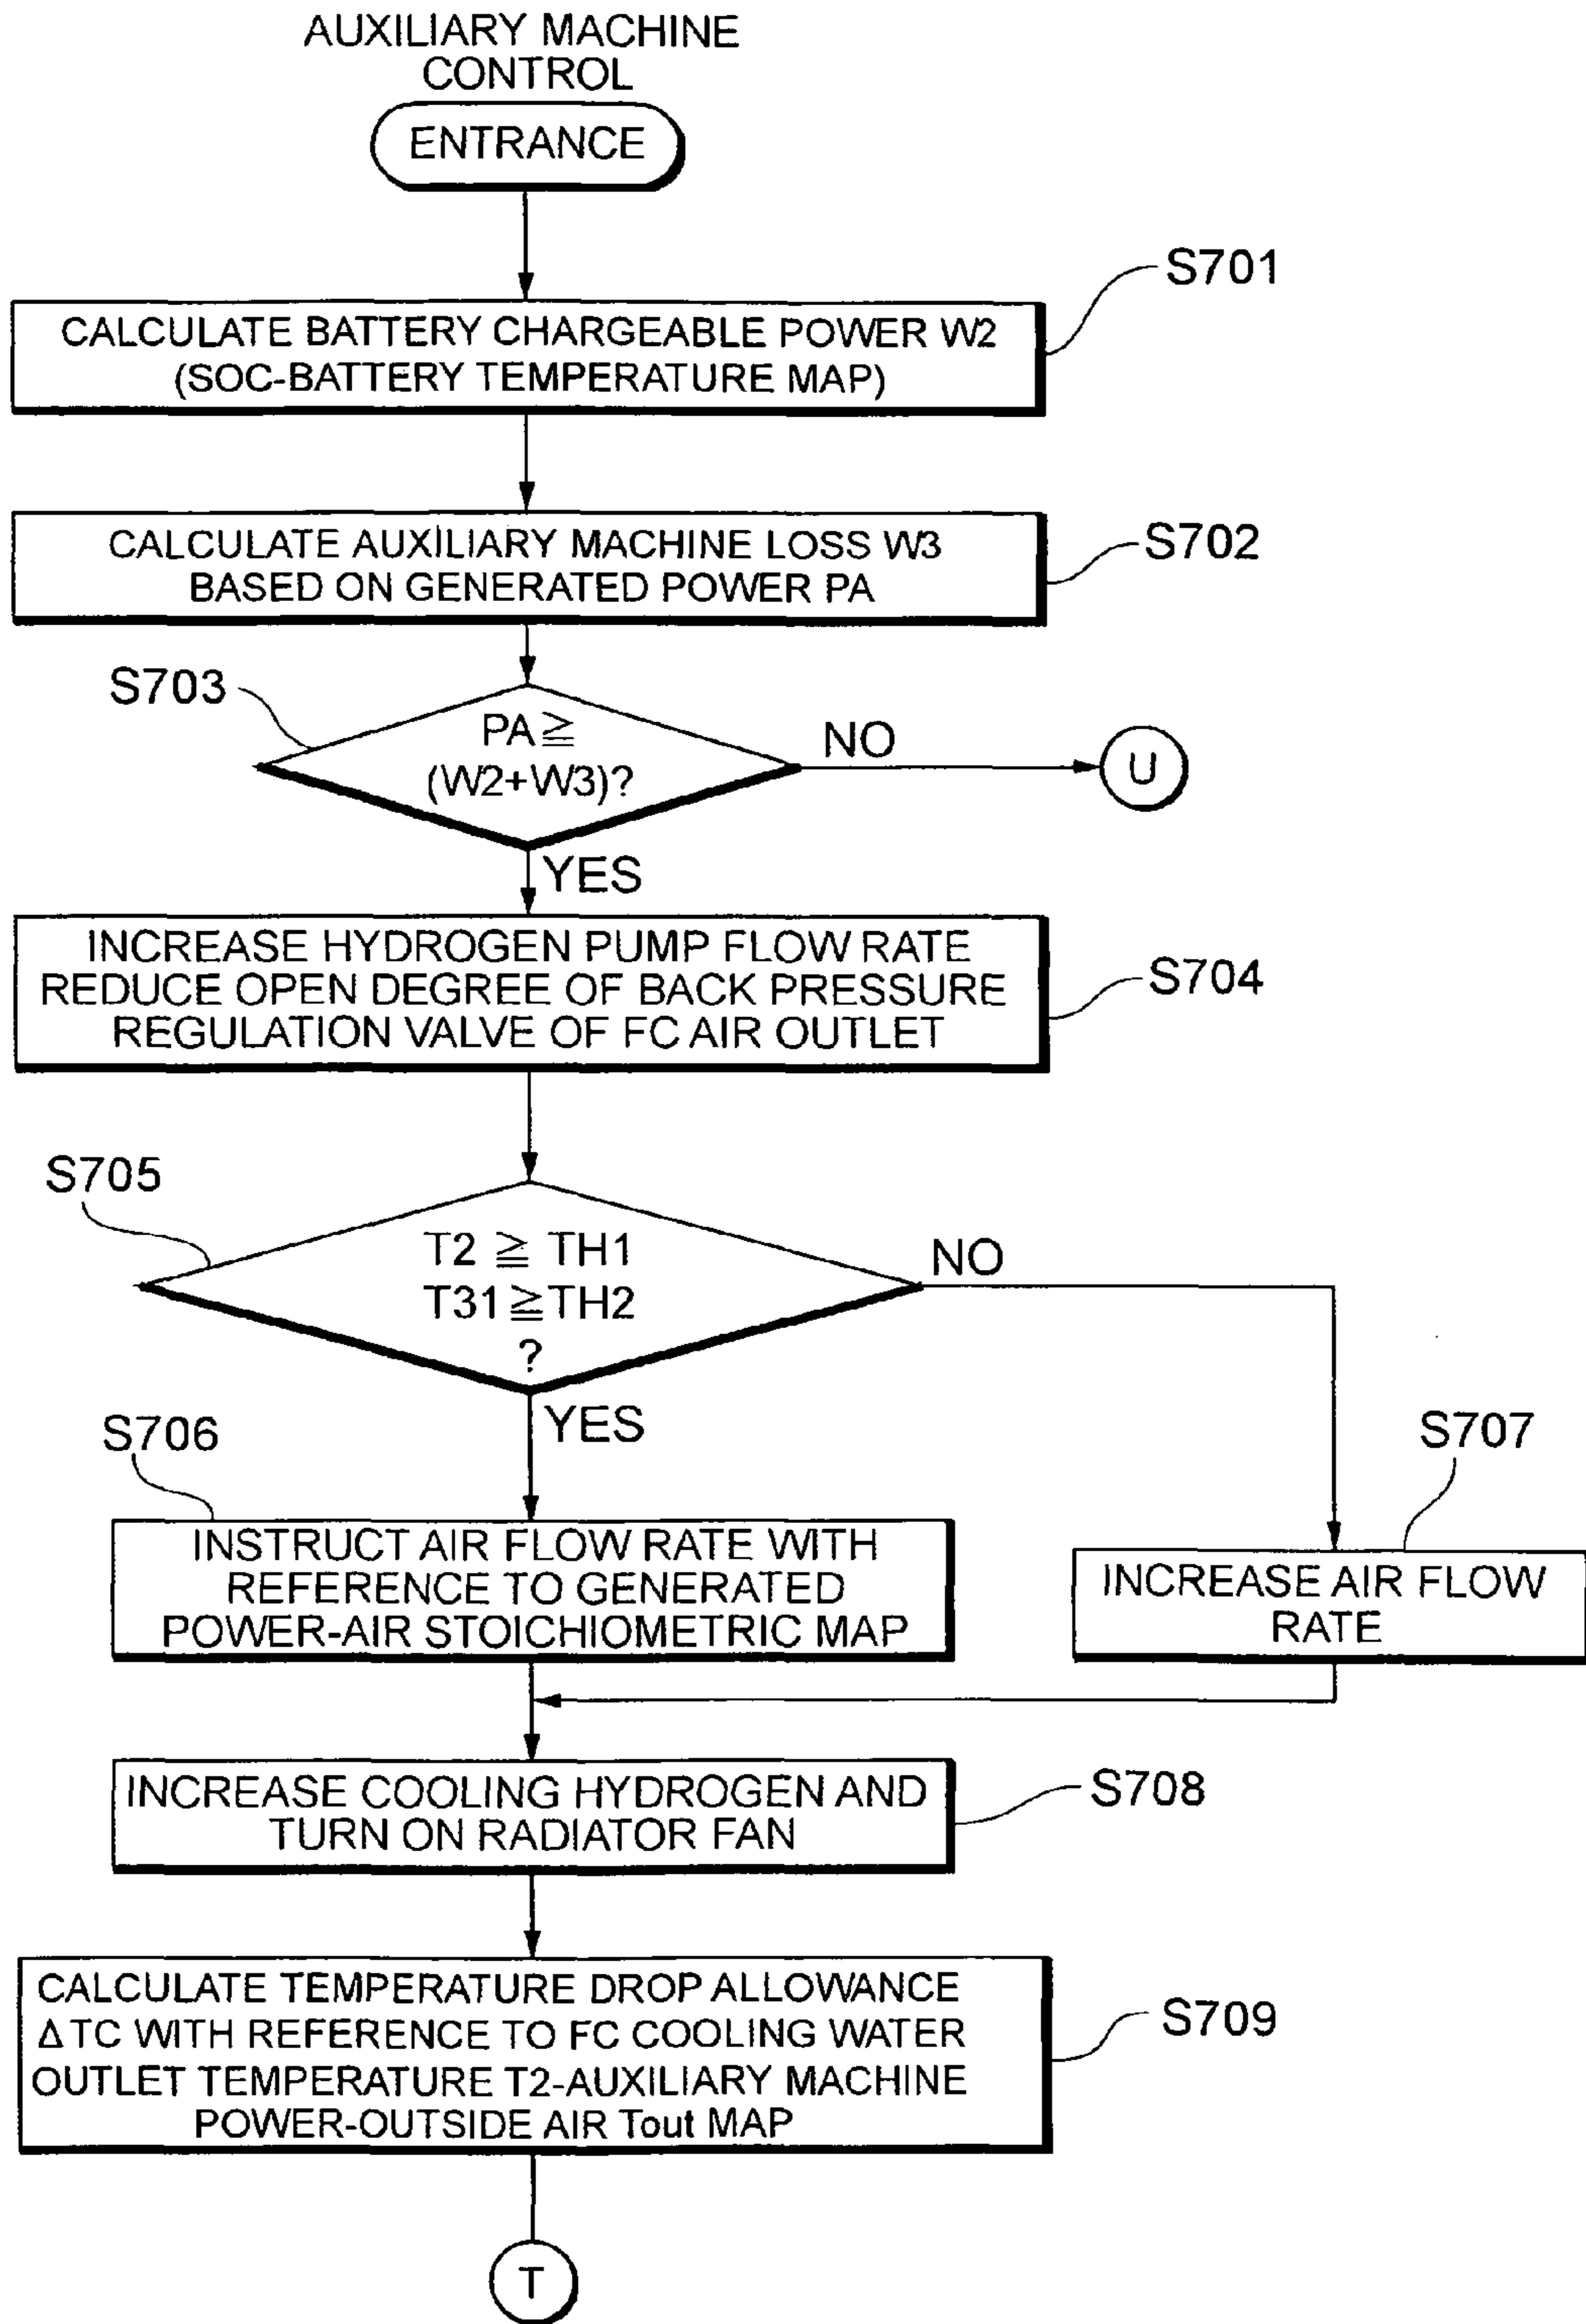 AUXILIARY MACHINE
CONTROL
ENTRANCE
S701
CALCULATE BATTERY CHARGEABLE POWER W2
(SOC-BATTERY TEMPERATURE MAP)
S702
CALCULATE AUXILIARY MACHINE LOSS W3
BASED ON GENERATED POWER PA
S703
PA≧
(W2+W3)?
NO
U
YES
INCREASE HYDROGEN PUMP FLOW RATE
REDUCE OPEN DEGREE OF BACK PRESSURE
REGULATION VALVE OF FC AIR OUTLET
S704
S705
T2 ≧ TH1
T31≧TH2
?
NO
YES
S706
S707
INSTRUCT AIR FLOW RATE WITH
REFERENCE TO GENERATED
POWER-AIR STOICHIOMETRIC MAP
INCREASE AIR FLOW
RATE
INCREASE COOLING HYDROGEN AND
TURN ON RADIATOR FAN
S708
CALCULATE TEMPERATURE DROP ALLOWANCE
ΔTC WITH REFERENCE TO FC COOLING WATER
OUTLET TEMPERATURE T2-AUXILIARY MACHINE
POWER-OUTSIDE AIR Tout MAP
S709
T